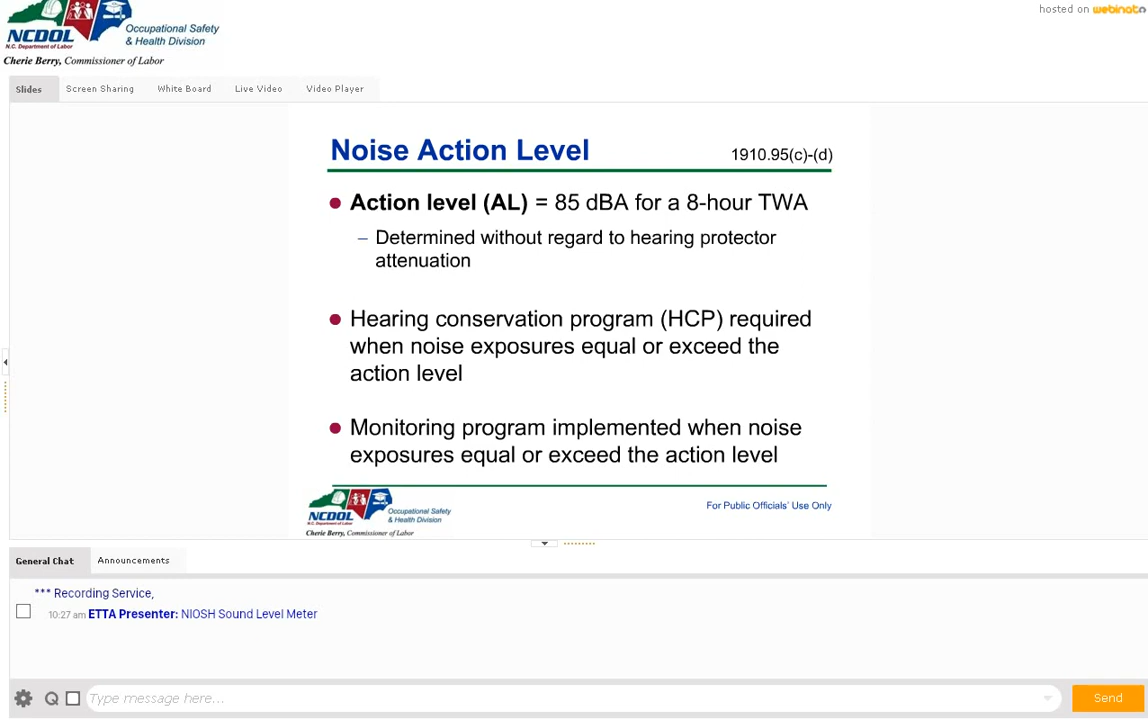 hosted on webinato
NCDOL
N.C. Department of Labor
Occupational Safety
& Health Division
Cherie Berry, Commissioner of Labor
Slides Screen Sharing White Board Live Video Video Player
Noise Action Level 1910.95(c)-(d)
Action level (AL) = 85 dBA for a 8-hour TWA
– Determined without regard to hearing protector
attenuation
Hearing conservation program (HCP) required
when noise exposures equal or exceed the
action level
Monitoring program implemented when noise
exposures equal or exceed the action level
NCDOL
N.C. Department of Labor
Occupational Safety
& Health Division
Cherie Berry, Commissioner of Labor
For Public Officials' Use Only
General Chat Announcements
*** Recording Service,
10:27 am ETTA Presenter: NIOSH Sound Level Meter
Type message here...
Send